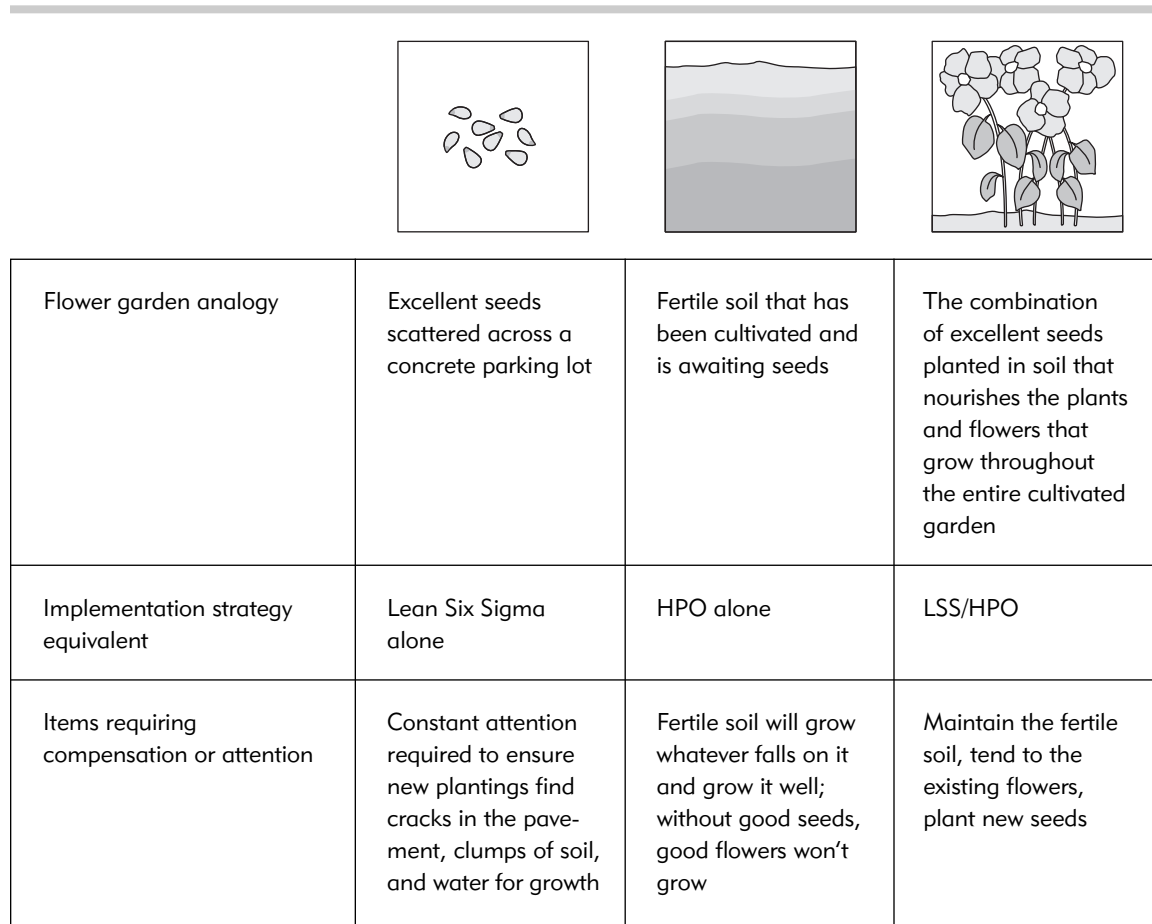 Flower garden analogy
Excellent seeds
scattered across a
concrete parking lot
Fertile soil that has
been cultivated and
is awaiting seeds
The combination
of excellent seeds
planted in soil that
nourishes the plants
and flowers that
grow throughout
the entire cultivated
garden
Implementation strategy
equivalent
Lean Six Sigma
alone
HPO alone
LSS/HPO
Items requiring
compensation or attention
Constant attention
required to ensure
new plantings find
cracks in the pave-
ment, clumps of soil,
and water for growth
Fertile soil will grow
whatever falls on it
and grow it well;
without good seeds,
good flowers won’t
grow
Maintain the fertile
soil, tend to the
existing flowers,
plant new seeds